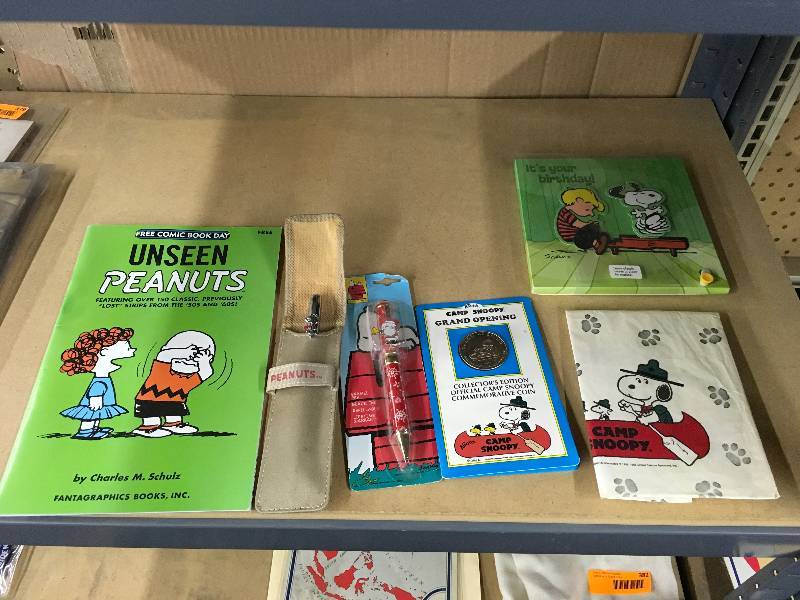 FREE COMIC BOOK DAY
FREE
UNSEEN
PEANUTS
FEATURING OVER 150 CLASSIC, PREVIOUSLY
"LOST" STRIPS FROM THE '50S AND '60S!
by Charles M. Schulz
FANTAGRAPHICS BOOKS, INC.
PEANUTS
CAMP SNOOPY
GRAND OPENING
COLLECTOR'S EDITION
OFFICIAL CAMP SNOOPY
COMMEMORATIVE COIN
CAMP SNOOPY
It's your
birthday!
CAMP
SNOOPY